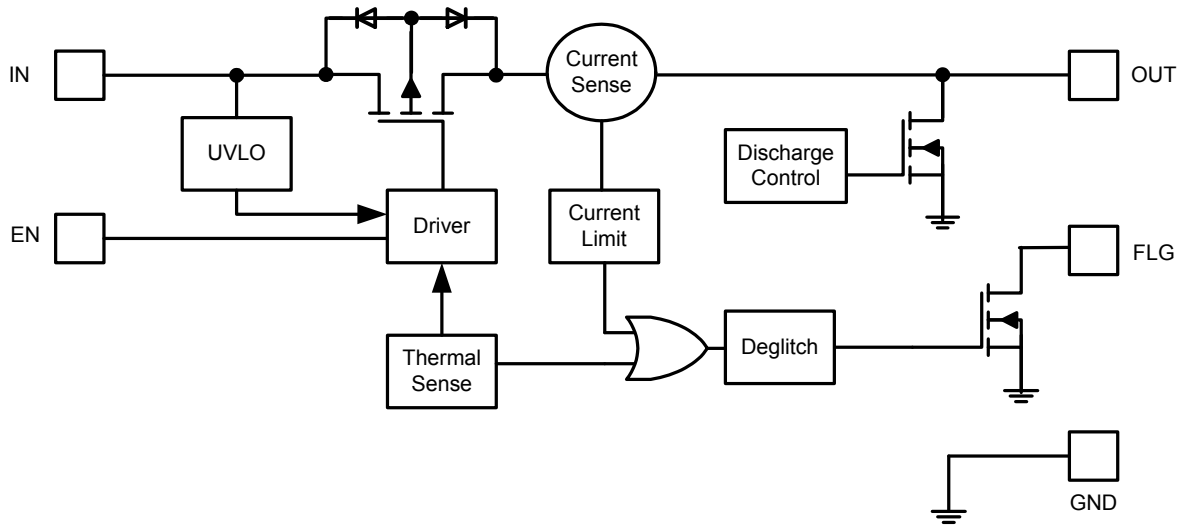 IN
UVLO
EN
Driver
Thermal
Sense
Current
Sense
Current
Limit
Discharge
Control
Deglitch
OUT
FLG
GND